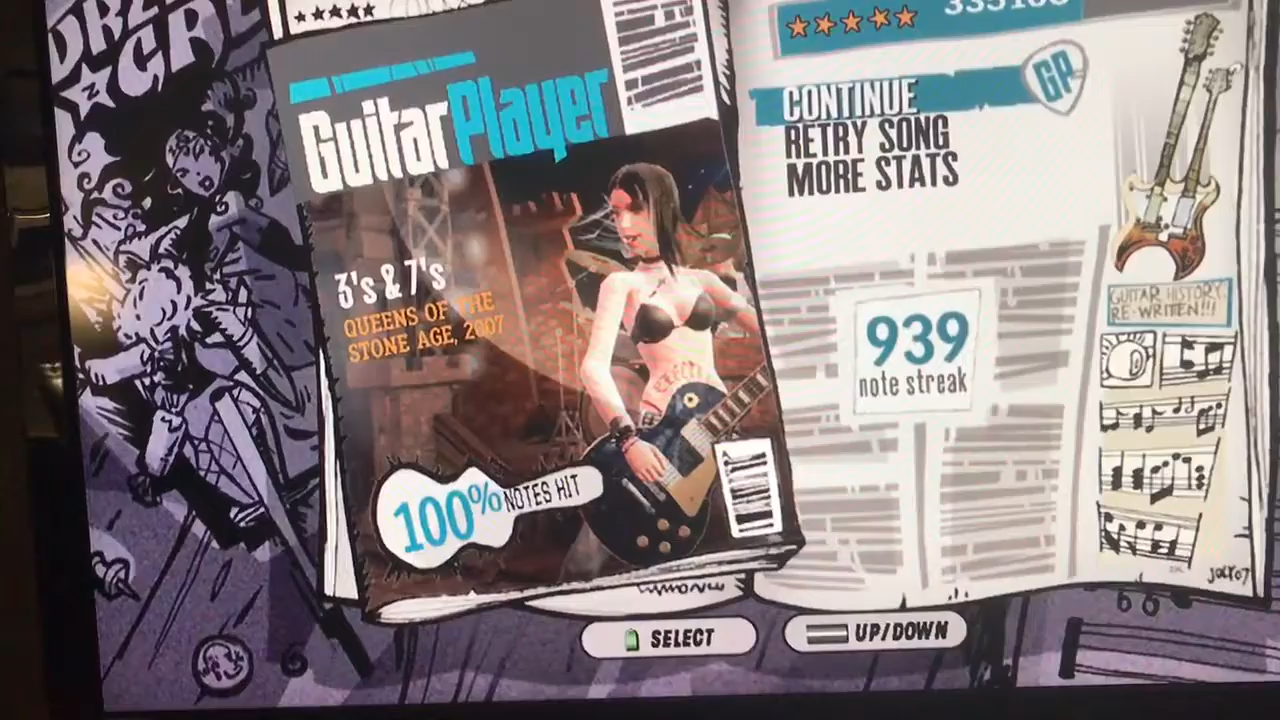 GuitarPlayer
3's & 7's
QUEENS OF THE
STONE AGE, 2007
100% NOTES HIT
CONTINUE
GP
RETRY SONG
MORE STATS
939
note streak
GUITAR HISTORY
RE-WRITEN!!!
SELECT
UP/DOWN